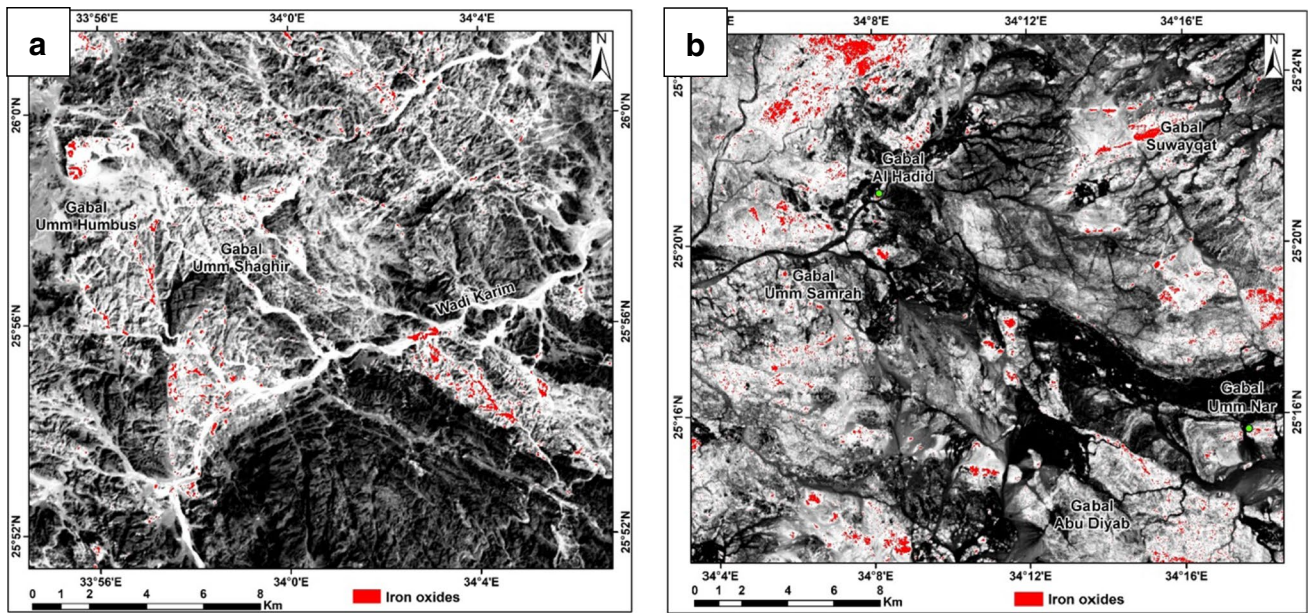 a
33°56'E
34°0'E
34°4'E
N
26°0'N
26°0'N
Gabal
Umm Humbus
Gabal
Umm Shaghir
Wadi Karim
25°56'N
25°56'N
25°52'N
25°52'N
33°56'E
34°0'E
34°4'E
0 1 2 4 6 8
Km
Iron oxides
b
E
34°8'E
34°12'E
34°16'E
N
25°
25°24'N
Gabal
Suwayqat
Gabal
Al Hadid
25°20'N
25°20'N
Gabal
Umm Samrah
Gabal
Umm Nar
25°16'N
25°16'N
Gabal
Abu Diyab
34°4'E
34°8'E
34°12'E
34°16'E
0 1 2 4 6 8
Km
Iron oxides